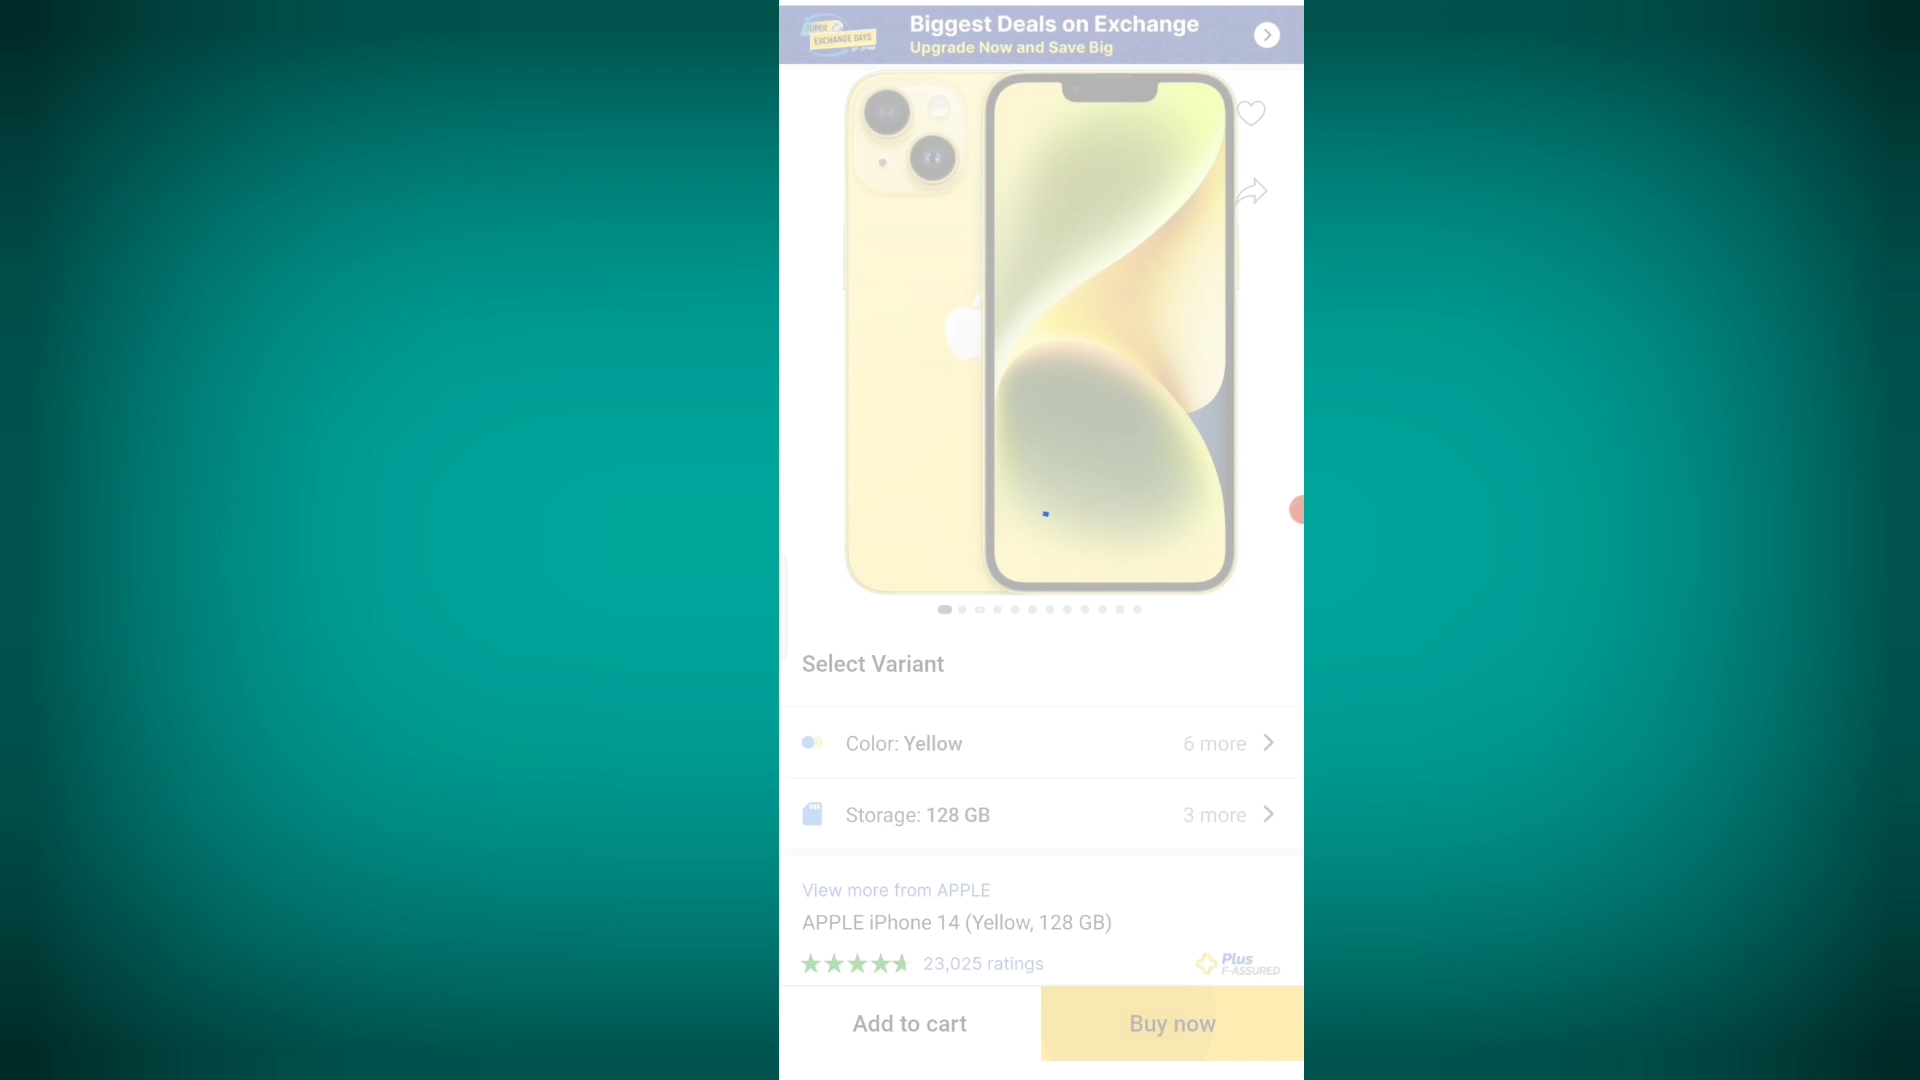 SUPER
EXCHANGE DAYS
Biggest Deals on Exchange
Upgrade Now and Save Big
Select Variant
Color: Yellow 6 more
Storage: 128 GB 3 more
View more from APPLE
APPLE iPhone 14 (Yellow, 128 GB)
23,025 ratings
Plus
F-ASSURED
Add to cart
Buy now